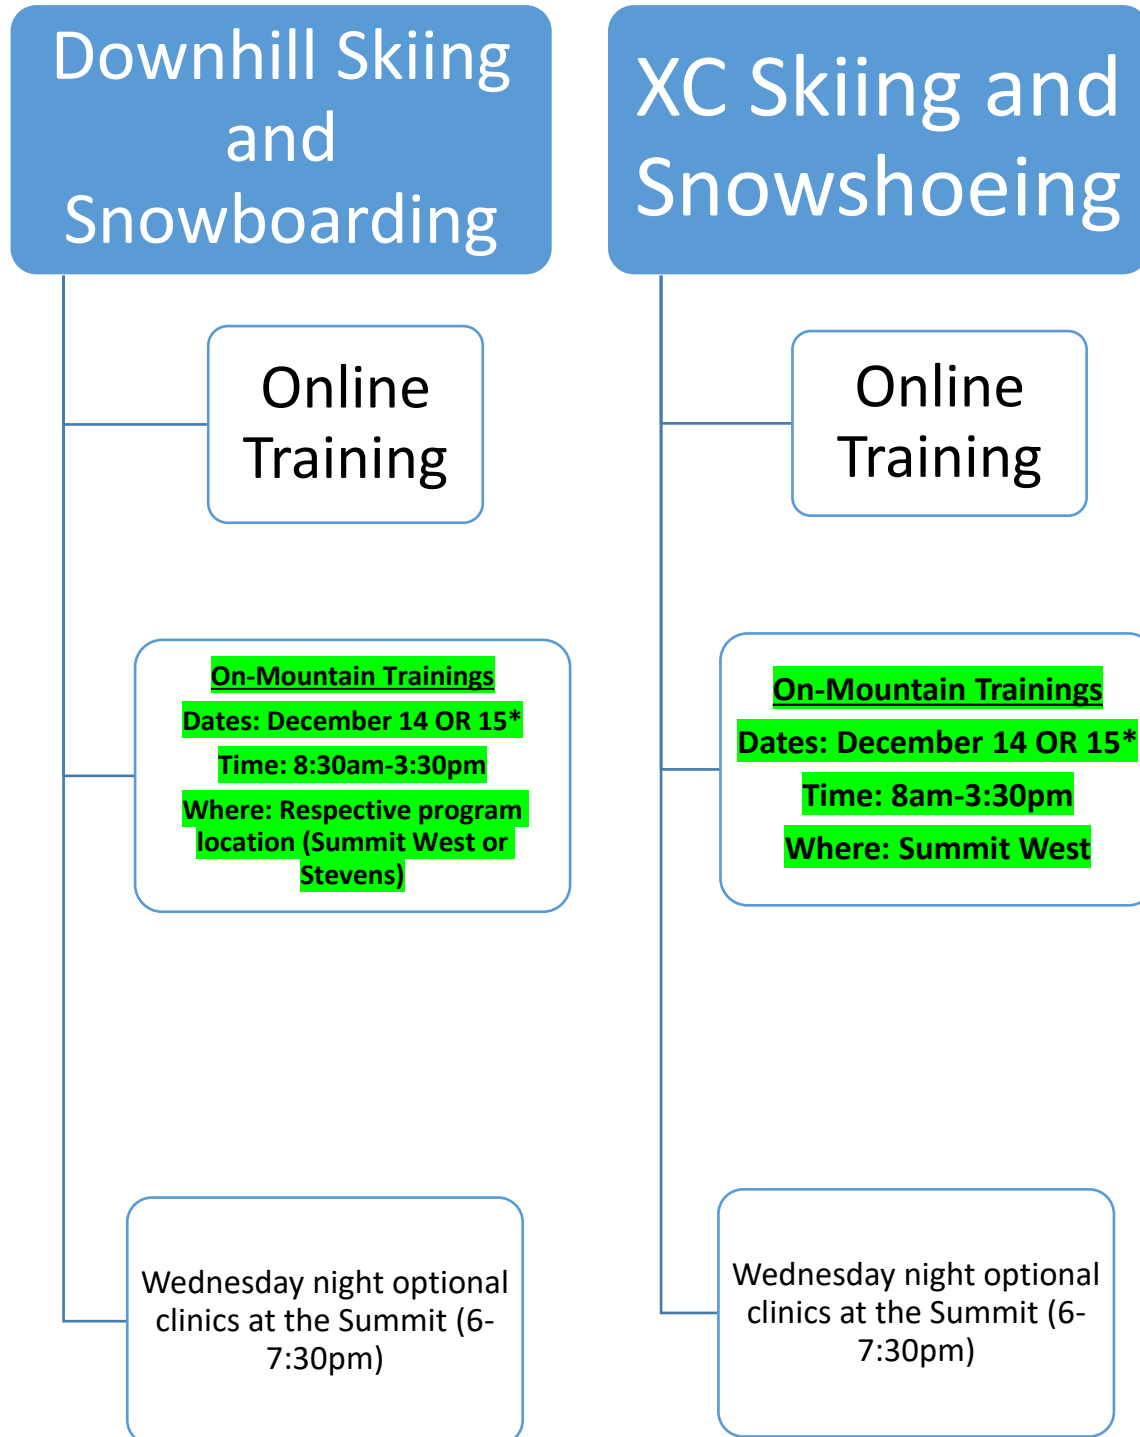 Downhill Skiing
and
Snowboarding
Online
Training
On-Mountain Trainings
Dates: December 14 OR 15*
Time: 8:30am-3:30pm
Where: Respective program
location (Summit West or
Stevens)
Wednesday night optional
clinics at the Summit (6-
7:30pm)
XC Skiing and
Snowshoeing
Online
Training
On-Mountain Trainings
Dates: December 14 OR 15*
Time: 8am-3:30pm
Where: Summit West
Wednesday night optional
clinics at the Summit (6-
7:30pm)